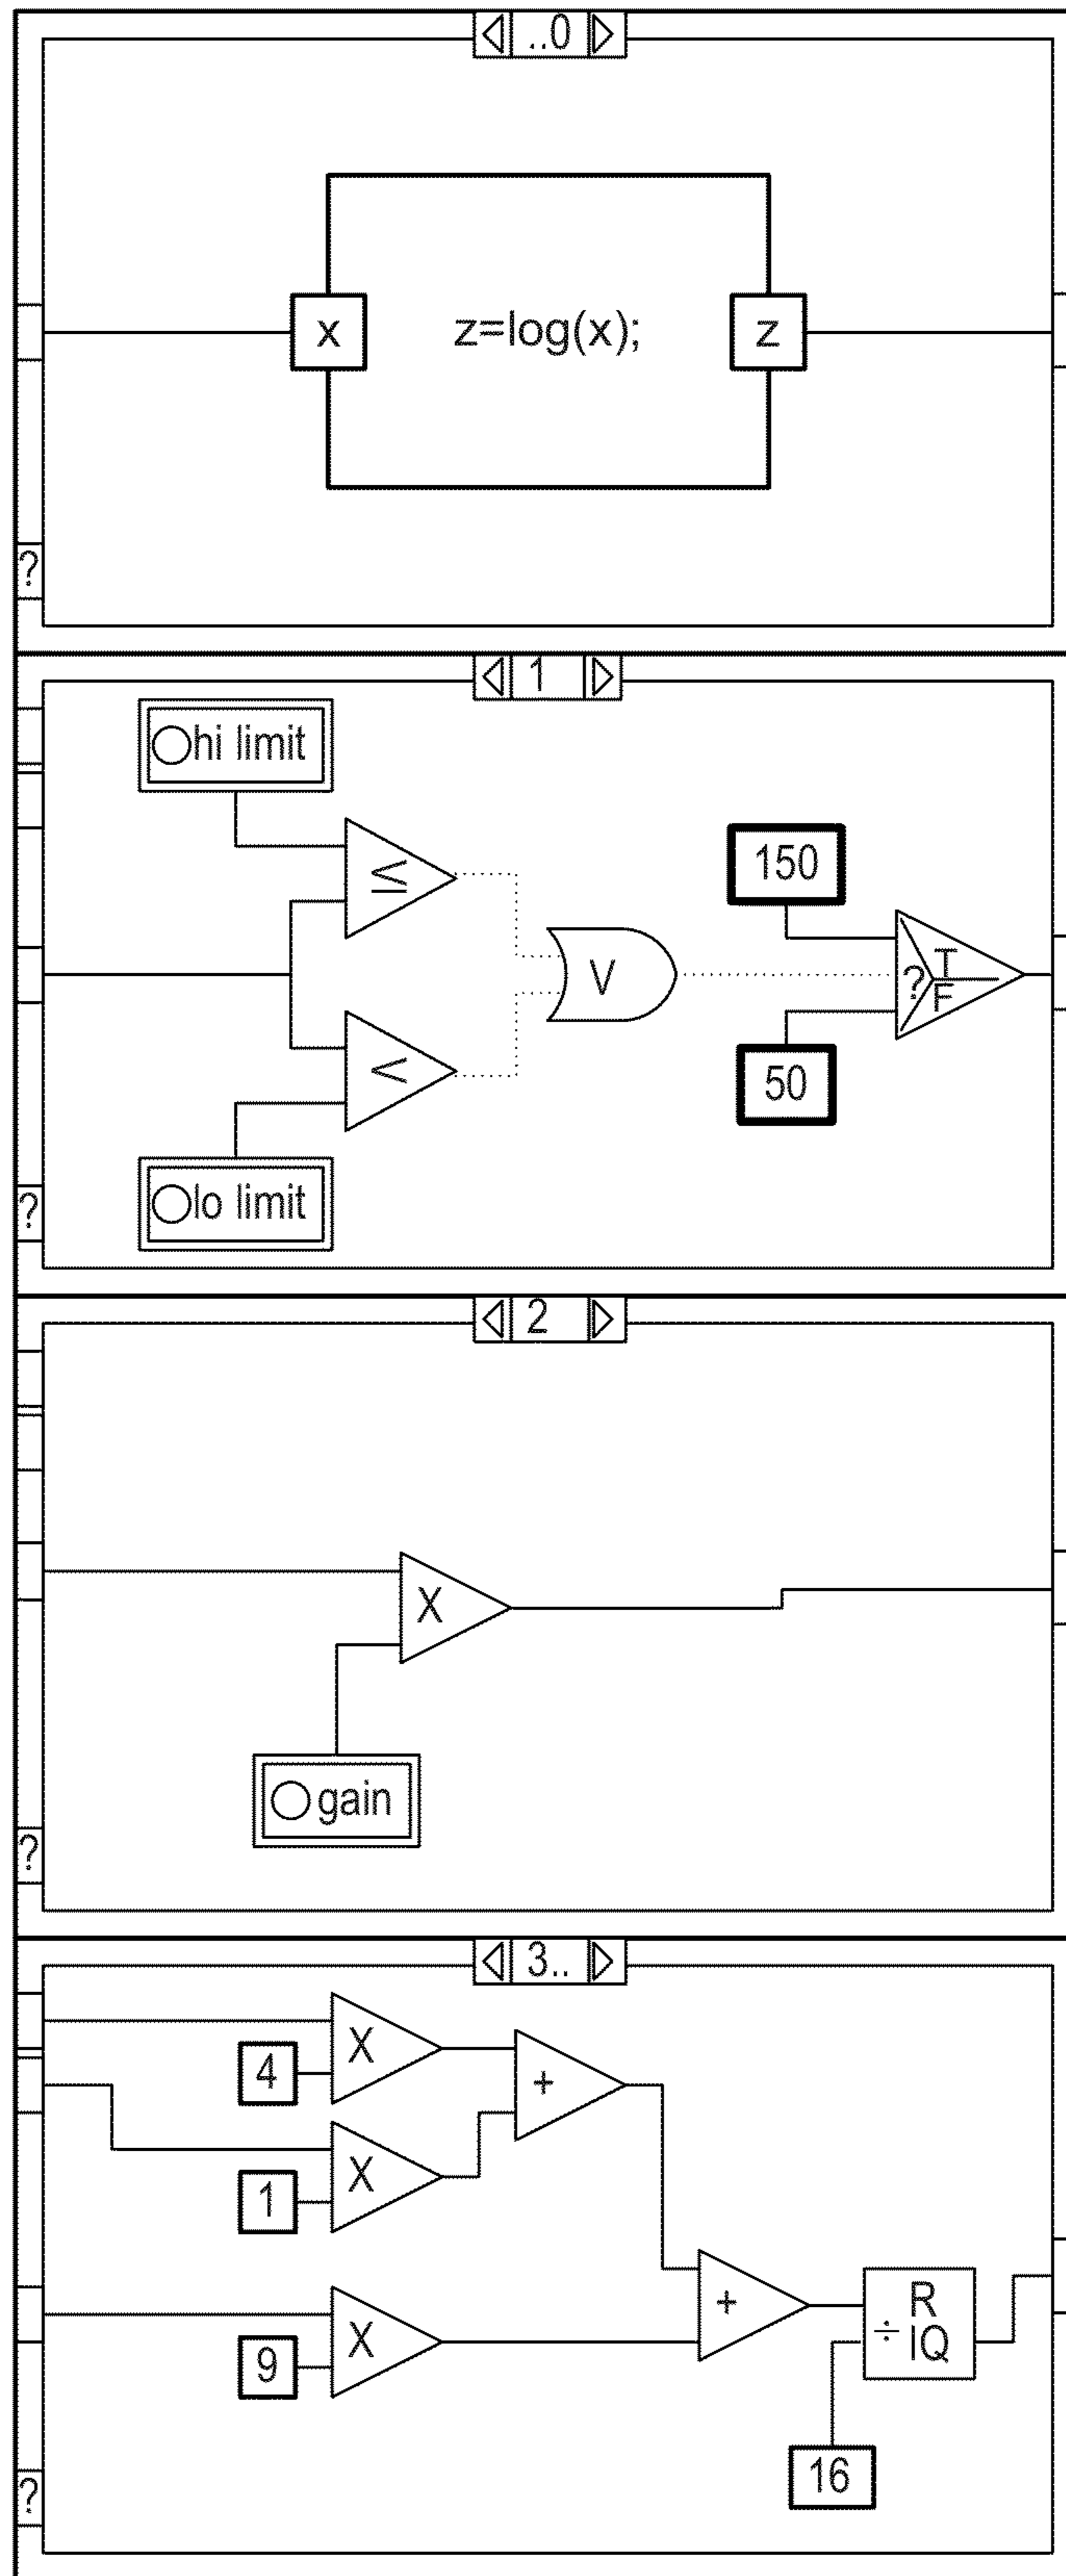 ..0
x z=log(x); z
?
1
hi limit
≤
150
V
? T
F
<
50
lo limit
?
2
X
gain
?
3..
X
4
+
X
1
+
R
÷ IQ
X
9
16
?